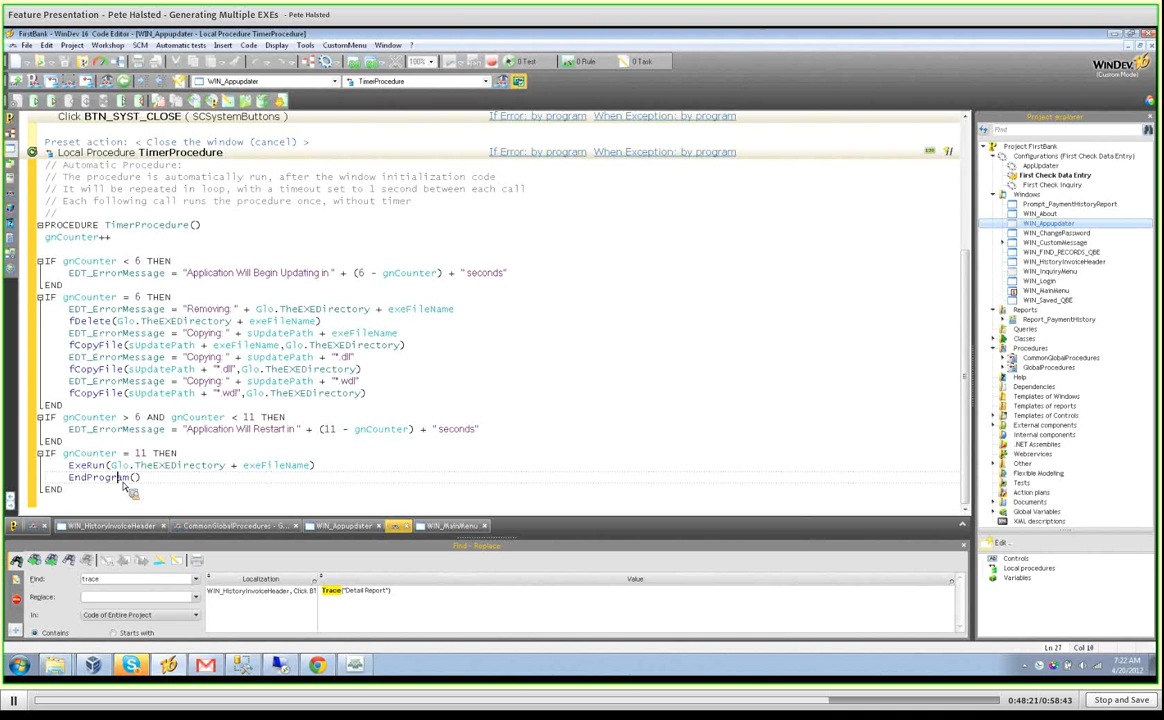 Feature Presentation - Pete Halsted - Generating Multiple EXEs - Pete Halsted
FirstBank - WinDev 16 Code Editor - [WIN_Appupdater - Local Procedure TimerProcedure]
File Edit Project Workshop SCM Automatic tests Insert Code Display Tools CustomMenu Window ?
100% 0 Test 0 Rule 0 Task
WIN_Appupdater TimerProcedure
WINDEV
(Custom Mode)
Click BTN_SYST_CLOSE ( SCSystemButtons ) If Error: by program When Exception: by program
Preset action: < Close the window (cancel) >
Local Procedure TimerProcedure If Error: by program When Exception: by program
// Automatic Procedure:
// The procedure is automatically run, after the window initialization code
// It will be repeated in loop, with a timeout set to 1 second between each call
// Each following call runs the procedure once, without timer
//
PROCEDURE TimerProcedure()
gnCounter++
IF gnCounter < 6 THEN
EDT_ErrorMessage = "Application Will Begin Updating in " + (6 - gnCounter) + " seconds"
END
IF gnCounter = 6 THEN
EDT_ErrorMessage = "Removing: " + Glo.TheEXEDirectory + exeFileName
fDelete(Glo.TheEXEDirectory + exeFileName)
EDT_ErrorMessage = "Copying: " + sUpdatePath + exeFileName
fCopyFile(sUpdatePath + exeFileName,Glo.TheEXEDirectory)
EDT_ErrorMessage = "Copying: " + sUpdatePath + "*.dll"
fCopyFile(sUpdatePath + "*.dll",Glo.TheEXEDirectory)
EDT_ErrorMessage = "Copying: " + sUpdatePath + "*.wdl"
fCopyFile(sUpdatePath + "*.wdl",Glo.TheEXEDirectory)
END
IF gnCounter > 6 AND gnCounter < 11 THEN
EDT_ErrorMessage = "Application Will Restart in " + (11 - gnCounter) + " seconds"
END
IF gnCounter = 11 THEN
ExeRun(Glo.TheEXEDirectory + exeFileName)
EndProgram()
END
Project explorer
Find
Project FirstBank
Configurations (First Check Data Entry)
AppUpdater
First Check Data Entry
First Check Inquiry
Windows
Prompt_PaymentHistoryReport
WIN_About
WIN_Appupdater
WIN_ChangePassword
WIN_CustomMessage
WIN_FIND_RECORDS_QBE
WIN_HistoryInvoiceHeader
WIN_InquiryMenu
WIN_Login
WIN_MainMenu
WIN_Saved_QBE
Reports
Report_PaymentHistory
Queries
Classes
Procedures
CommonGlobalProcedures
GlobalProcedures
Help
Dependencies
Templates of Windows
Templates of reports
Templates of Controls
External components
Internal components
.NET Assemblies
Webservices
Other
Flexible Modeling
Tests
Action plans
Documents
Global Variables
XML descriptions
Edit ..
Controls
Local procedures
Variables
WIN_HistoryInvoiceHeader CommonGlobalProcedures - G... WIN_Appupdater ... WIN_MainMenu
Find - Replace
Find: trace Localization Value
Replace: WIN_HistoryInvoiceHeader, Click BT Trace("Detail Report")
In: Code of Entire Project
Contains Starts with
Ln 27 Col 10
7:22 AM
4/20/2012
0:48:21/0:58:43 Stop and Save